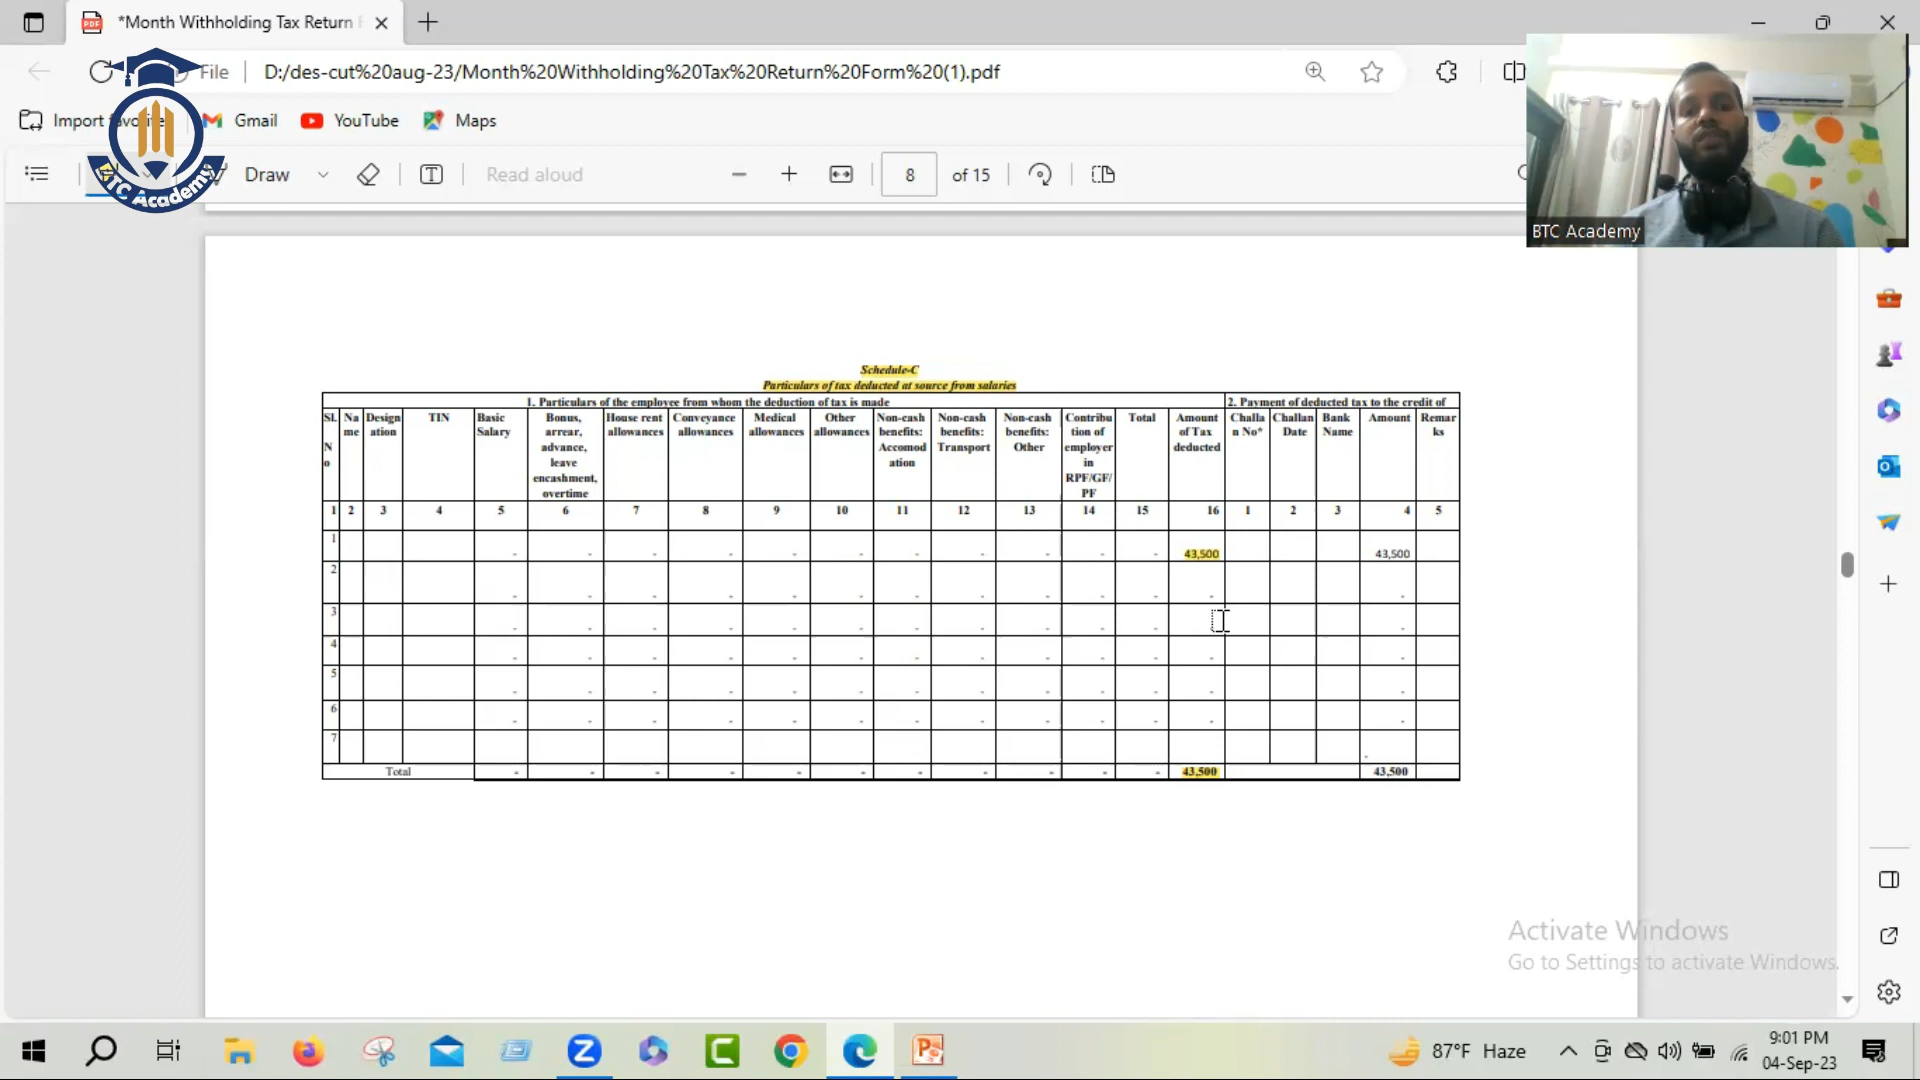 *Month Withholding Tax Return
File
D:/des-cut%20aug-23/Month%20Withholding%20Tax%20Return%20Form%20(1).pdf
Import favorites
Gmail
YouTube
Maps
Draw
Read aloud
8
of 15
BTC Academy
BTC Academy
Schedule-C
Particulars of tax deducted at source from salaries
1. Particulars of the employee from whom the deduction of tax is made
2. Payment of deducted tax to the credit of
Sl. No Name Designation TIN Basic Salary Bonus, arrear, advance, leave encashment, overtime House rent allowances Conveyance allowances Medical allowances Other allowances Non-cash benefits: Accomodation Non-cash benefits: Transport Non-cash benefits: Other Contribution of employer in RPF/GF/PF Total Amount of Tax deducted Challan No* Challan Date Bank Name Amount Remarks
1 2 3 4 5 6 7 8 9 10 11 12 13 14 15 16 1 2 3 4 5
1 - - - - - - - - - - - 43,500 43,500
2 - - - - - - - - - - - - -
3 - - - - - - - - - - - - -
4 - - - - - - - - - - - - -
5 - - - - - - - - - - - - -
6 - - - - - - - - - - - - -
7 -
Total - - - - - - - - - - - 43,500 43,500
Activate Windows
Go to Settings to activate Windows.
87°F Haze
9:01 PM
04-Sep-23